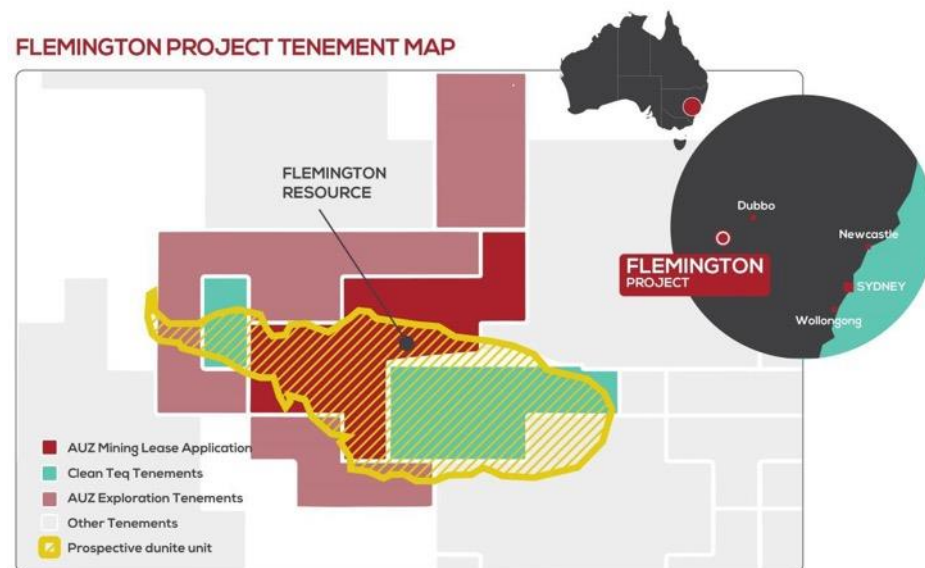 FLEMINGTON PROJECT TENEMENT MAP
FLEMINGTON
RESOURCE
Dubbo
Newcastle
FLEMINGTON
PROJECT
SYDNEY
Wollongong
AUZ Mining Lease Application
Clean Teq Tenements
AUZ Exploration Tenements
Other Tenements
Prospective dunite unit